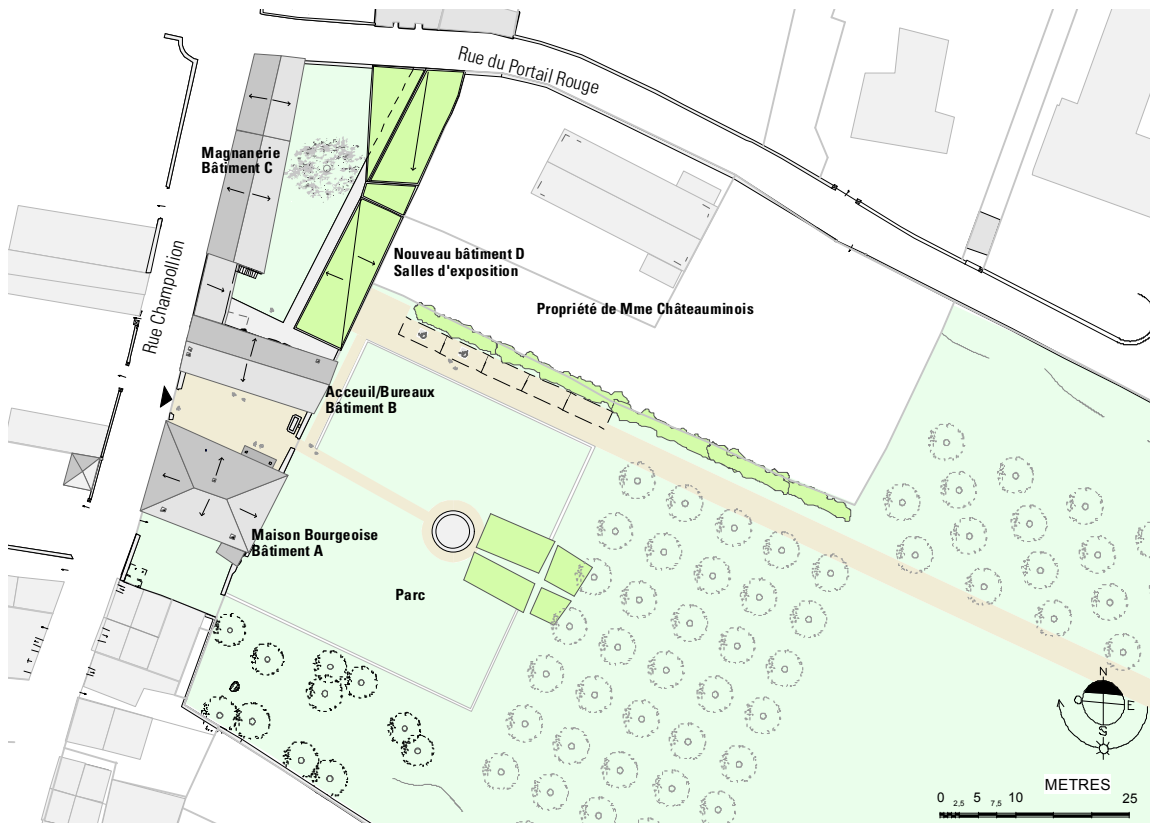 Rue du Portail Rouge
Magnanerie
Bâtiment C
Rue Champollion
Nouveau bâtiment D
Salles d'exposition
Propriété de Mme Châteauminois
Acceuil/Bureaux
Bâtiment B
Maison Bourgeoise
Bâtiment A
Parc
N
O
E
S
METRES
0 2,5 5 7,5 10 25